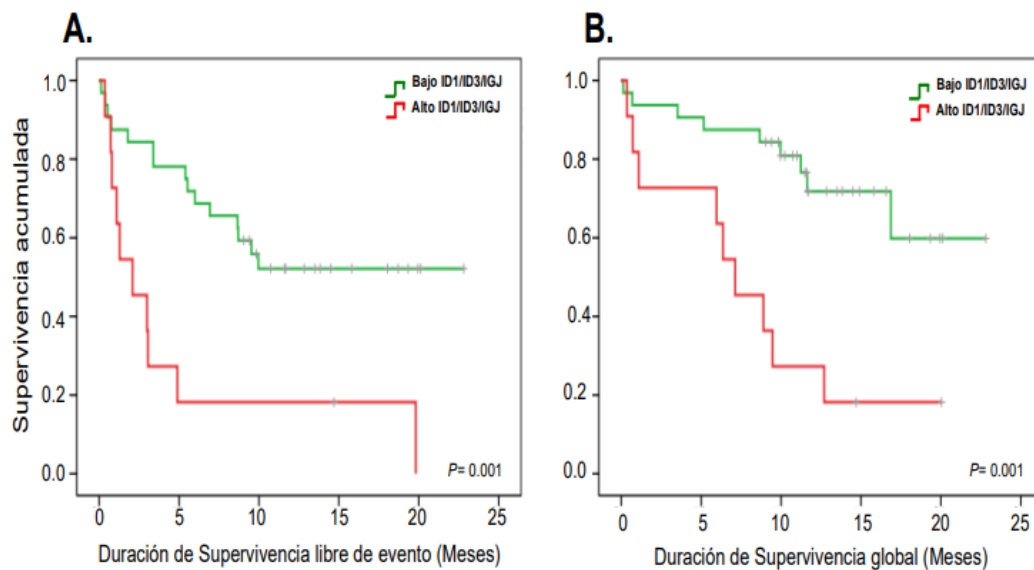 A.
Supervivencia acumulada
1.0
0.8
0.6
0.4
0.2
0.0
Bajo ID1/ID3/IGJ
Alto ID1/ID3/IGJ
P= 0.001
0 5 10 15 20 25
Duración de Supervivencia libre de evento (Meses)
B.
1.0
0.8
0.6
0.4
0.2
0.0
Bajo ID1/ID3/IGJ
Alto ID1/ID3/IGJ
P= 0.001
0 5 10 15 20 25
Duración de Supervivencia global (Meses)